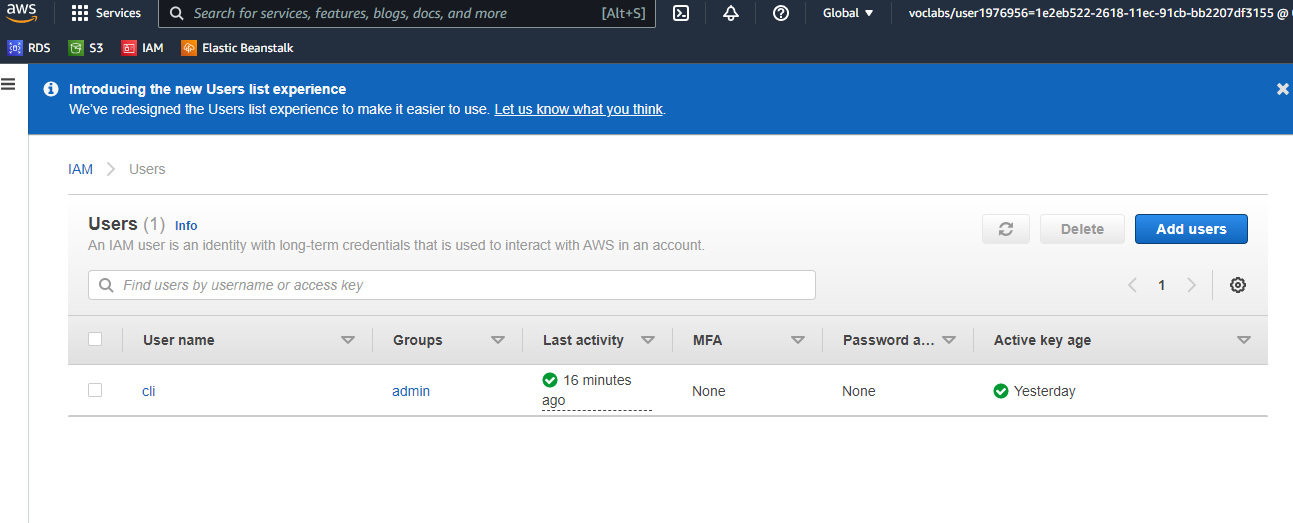 aws
Services
Search for services, features, blogs, docs, and more [Alt+S]
Global
voclabs/user1976956=1e2eb522-2618-11ec-91cb-bb2207df3155 @
RDS S3 IAM Elastic Beanstalk
Introducing the new Users list experience
We've redesigned the Users list experience to make it easier to use. Let us know what you think.
IAM Users
Users (1) Info
An IAM user is an identity with long-term credentials that is used to interact with AWS in an account.
Delete Add users
Find users by username or access key
1
User name Groups Last activity MFA Password a... Active key age
cli admin 16 minutes ago None None Yesterday